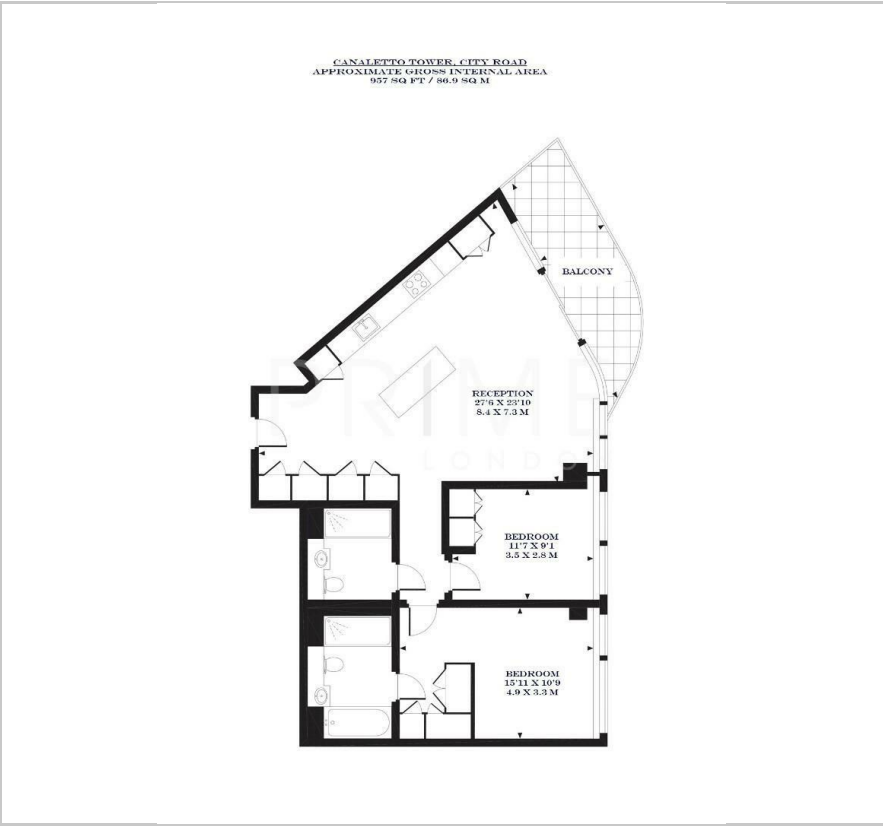 CANALETTO TOWER, CITY ROAD
APPROXIMATE GROSS INTERNAL AREA
957 SQ FT / 86.9 SQ M
BALCONY
RECEPTION
27'6 X 23'10
8.4 X 7.3 M
PRIME
LONDON
BEDROOM
11'7 X 9'1
3.5 X 2.8 M
BEDROOM
15'11 X 10'9
4.9 X 3.3 M